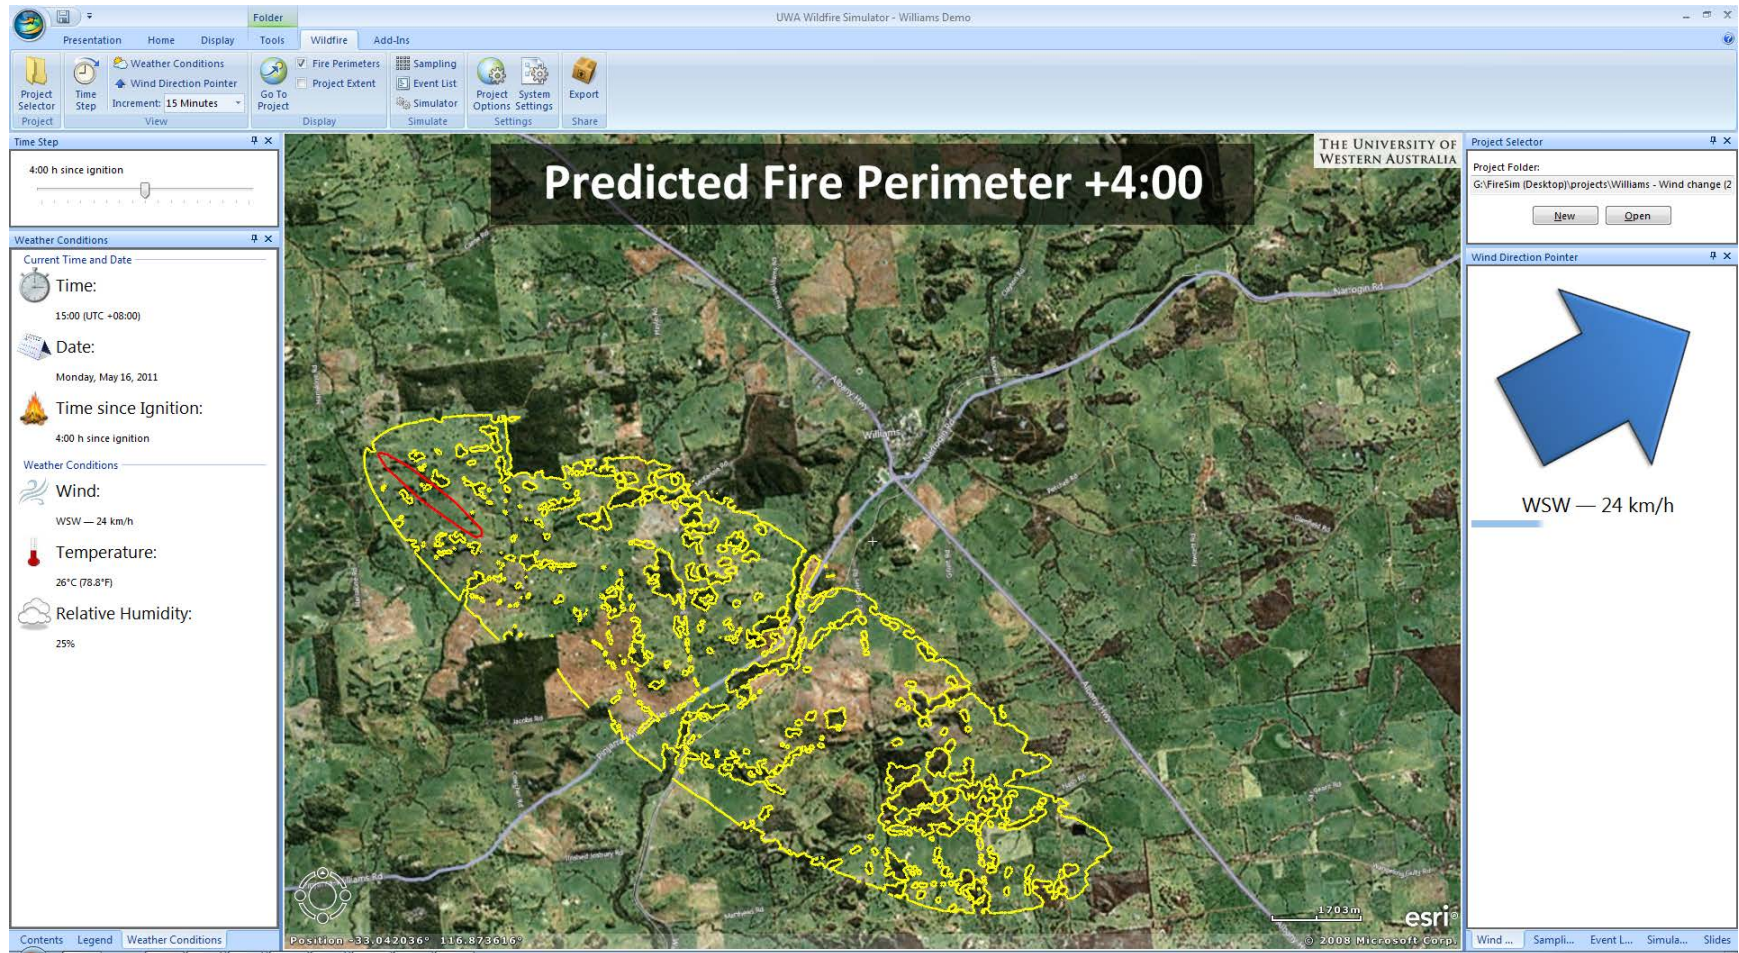 Folder
UWA Wildfire Simulator - Williams Demo
Presentation Home Display Tools Wildfire Add-Ins
Project Selector
Project
Time Step
Weather Conditions
Wind Direction Pointer
Increment: 15 Minutes
View
Go To Project
Fire Perimeters
Project Extent
Display
Sampling
Event List
Simulator
Simulate
Project Options
System Settings
Settings
Export
Share
Time Step
4:00 h since ignition
Weather Conditions
Current Time and Date
Time:
15:00 (UTC +08:00)
Date:
Monday, May 16, 2011
Time since Ignition:
4:00 h since ignition
Weather Conditions
Wind:
WSW — 24 km/h
Temperature:
26°C (78.8°F)
Relative Humidity:
25%
Contents Legend Weather Conditions
Predicted Fire Perimeter +4:00
THE UNIVERSITY OF
WESTERN AUSTRALIA
Narrogin Rd
Albany Hwy
Williams
Narrogin Rd
Albany Hwy
1703m
esri
Position -33.042036° 116.873616°
© 2008 Microsoft Corp.
Project Selector
Project Folder:
G:\FireSim (Desktop)\projects\Williams - Wind change (2
New Open
Wind Direction Pointer
WSW — 24 km/h
Wind ... Sampli... Event L... Simula... Slides